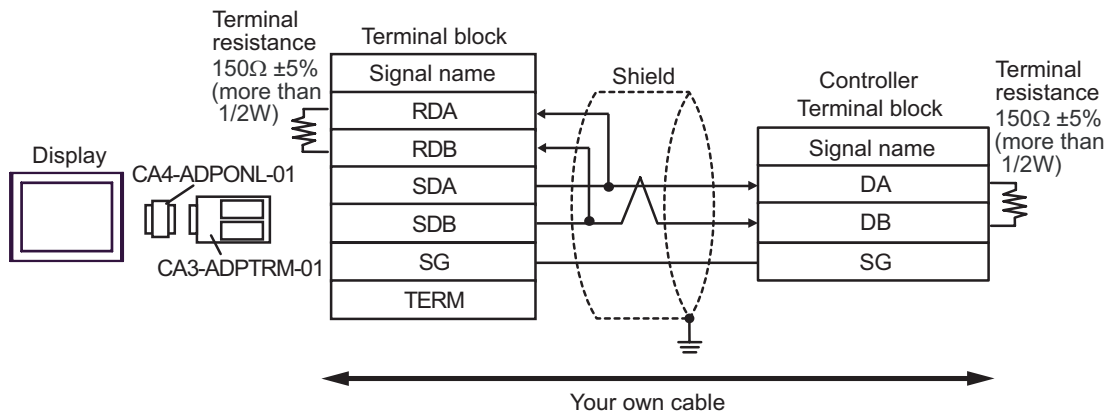 Terminal
resistance
150Ω ±5%
(more than
1/2W)
Terminal block
Signal name
RDA
RDB
SDA
SDB
SG
TERM
Display
CA4-ADPONL-01
CA3-ADPTRM-01
Shield
Controller
Terminal block
Signal name
DA
DB
SG
Terminal
resistance
150Ω ±5%
(more than
1/2W)
Your own cable